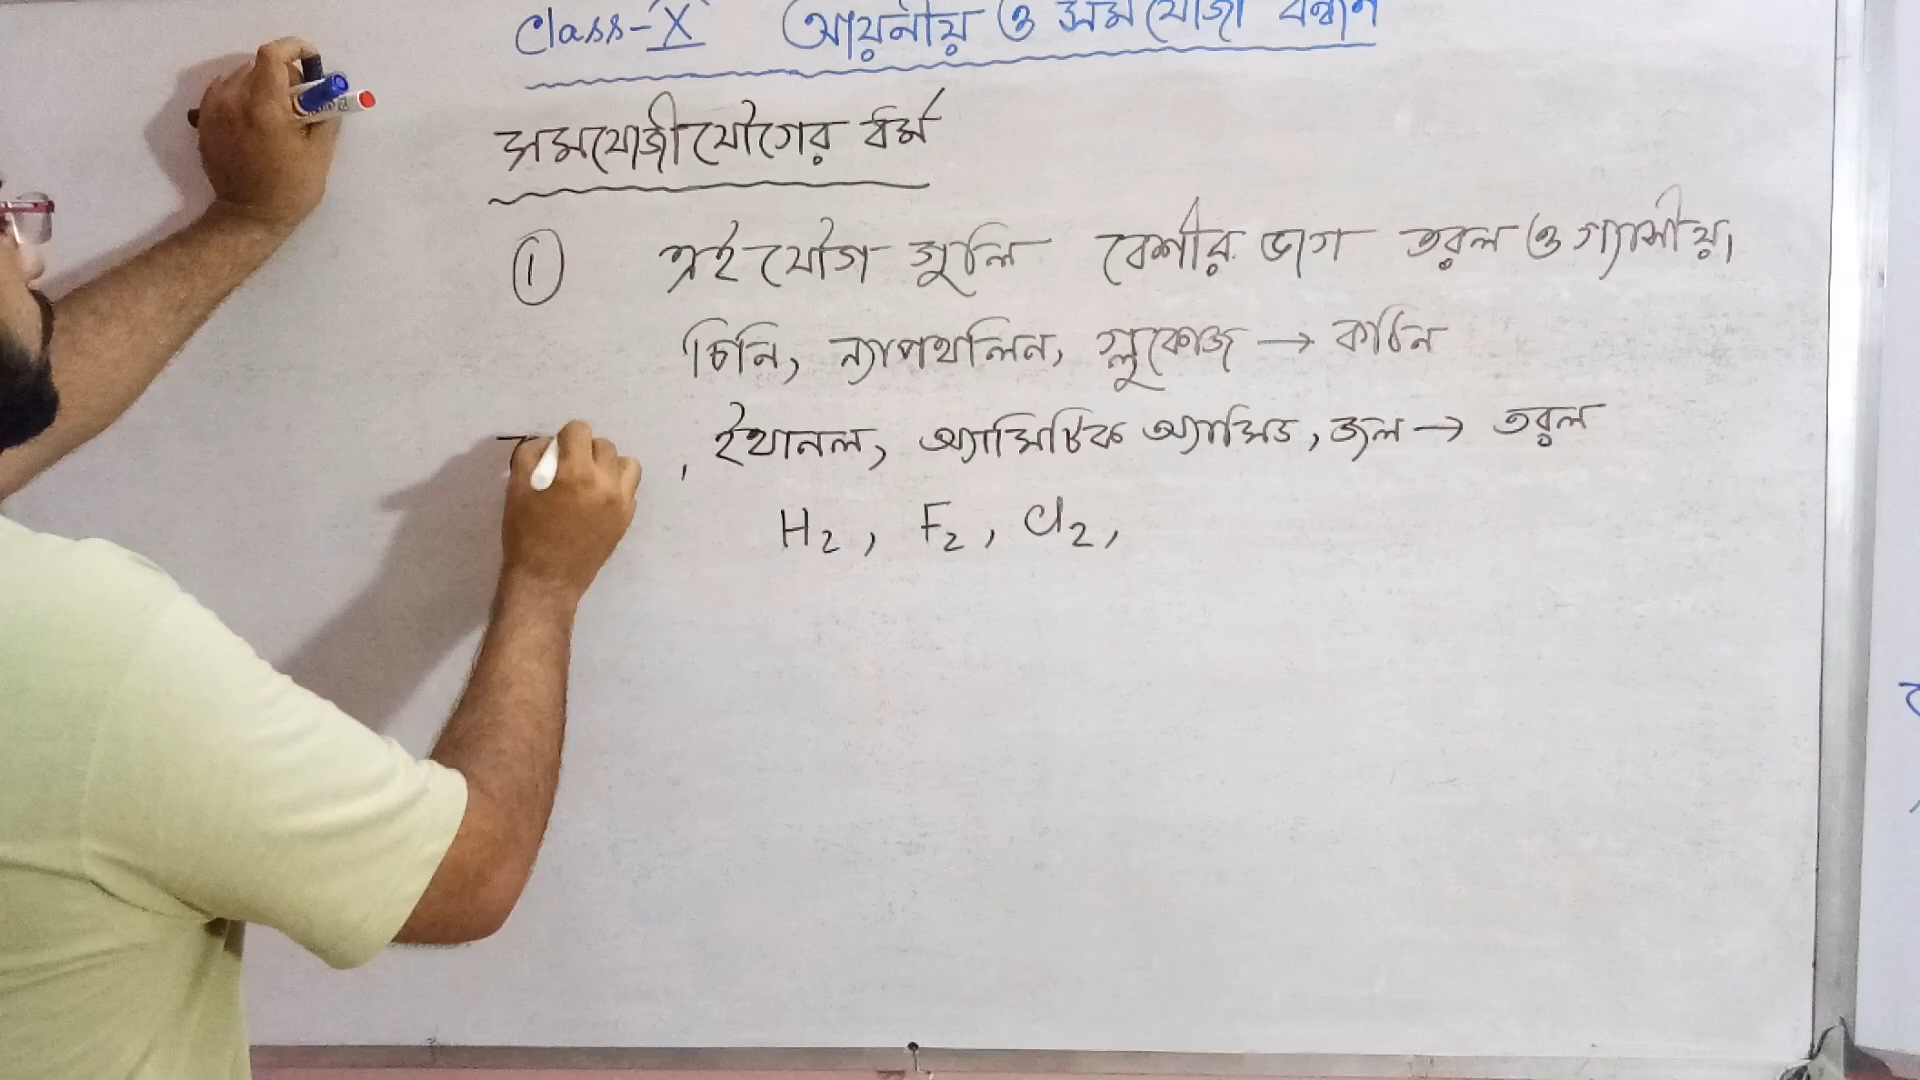 Class-X আয়নীয় ও সমযোজী বন্ধন
সমযোজী যৌগের ধর্ম
① এই যৌগ গুলি বেশীর ভাগ তরল ও গ্যাসীয়।
চিনি, ন্যাপথলিন, গ্লুকোজ → কঠিন
, ইথানল, অ্যাসিটিক অ্যাসিড, জল → তরল
H₂, F₂, Cl₂,